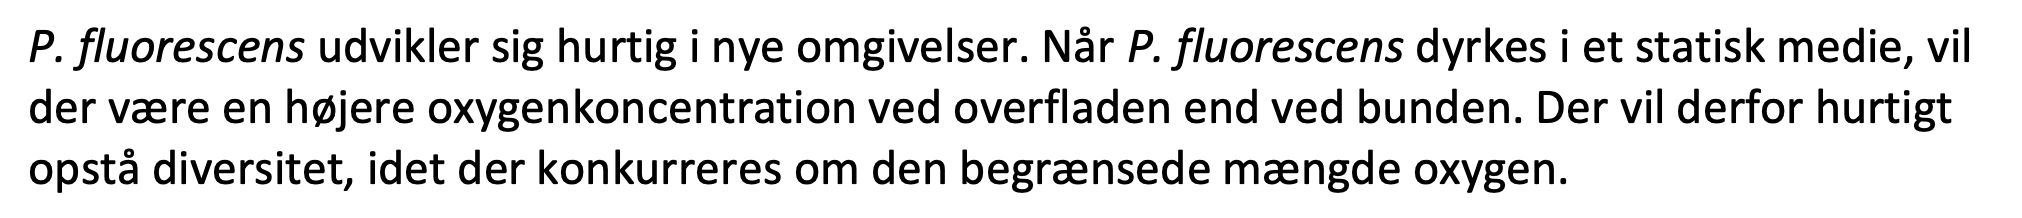 P. fluorescens udvikler sig hurtig i nye omgivelser. Når P. fluorescens dyrkes i et statisk medie, vil
der være en højere oxygenkoncentration ved overfladen end ved bunden. Der vil derfor hurtigt
opstå diversitet, idet der konkurreres om den begrænsede mængde oxygen.